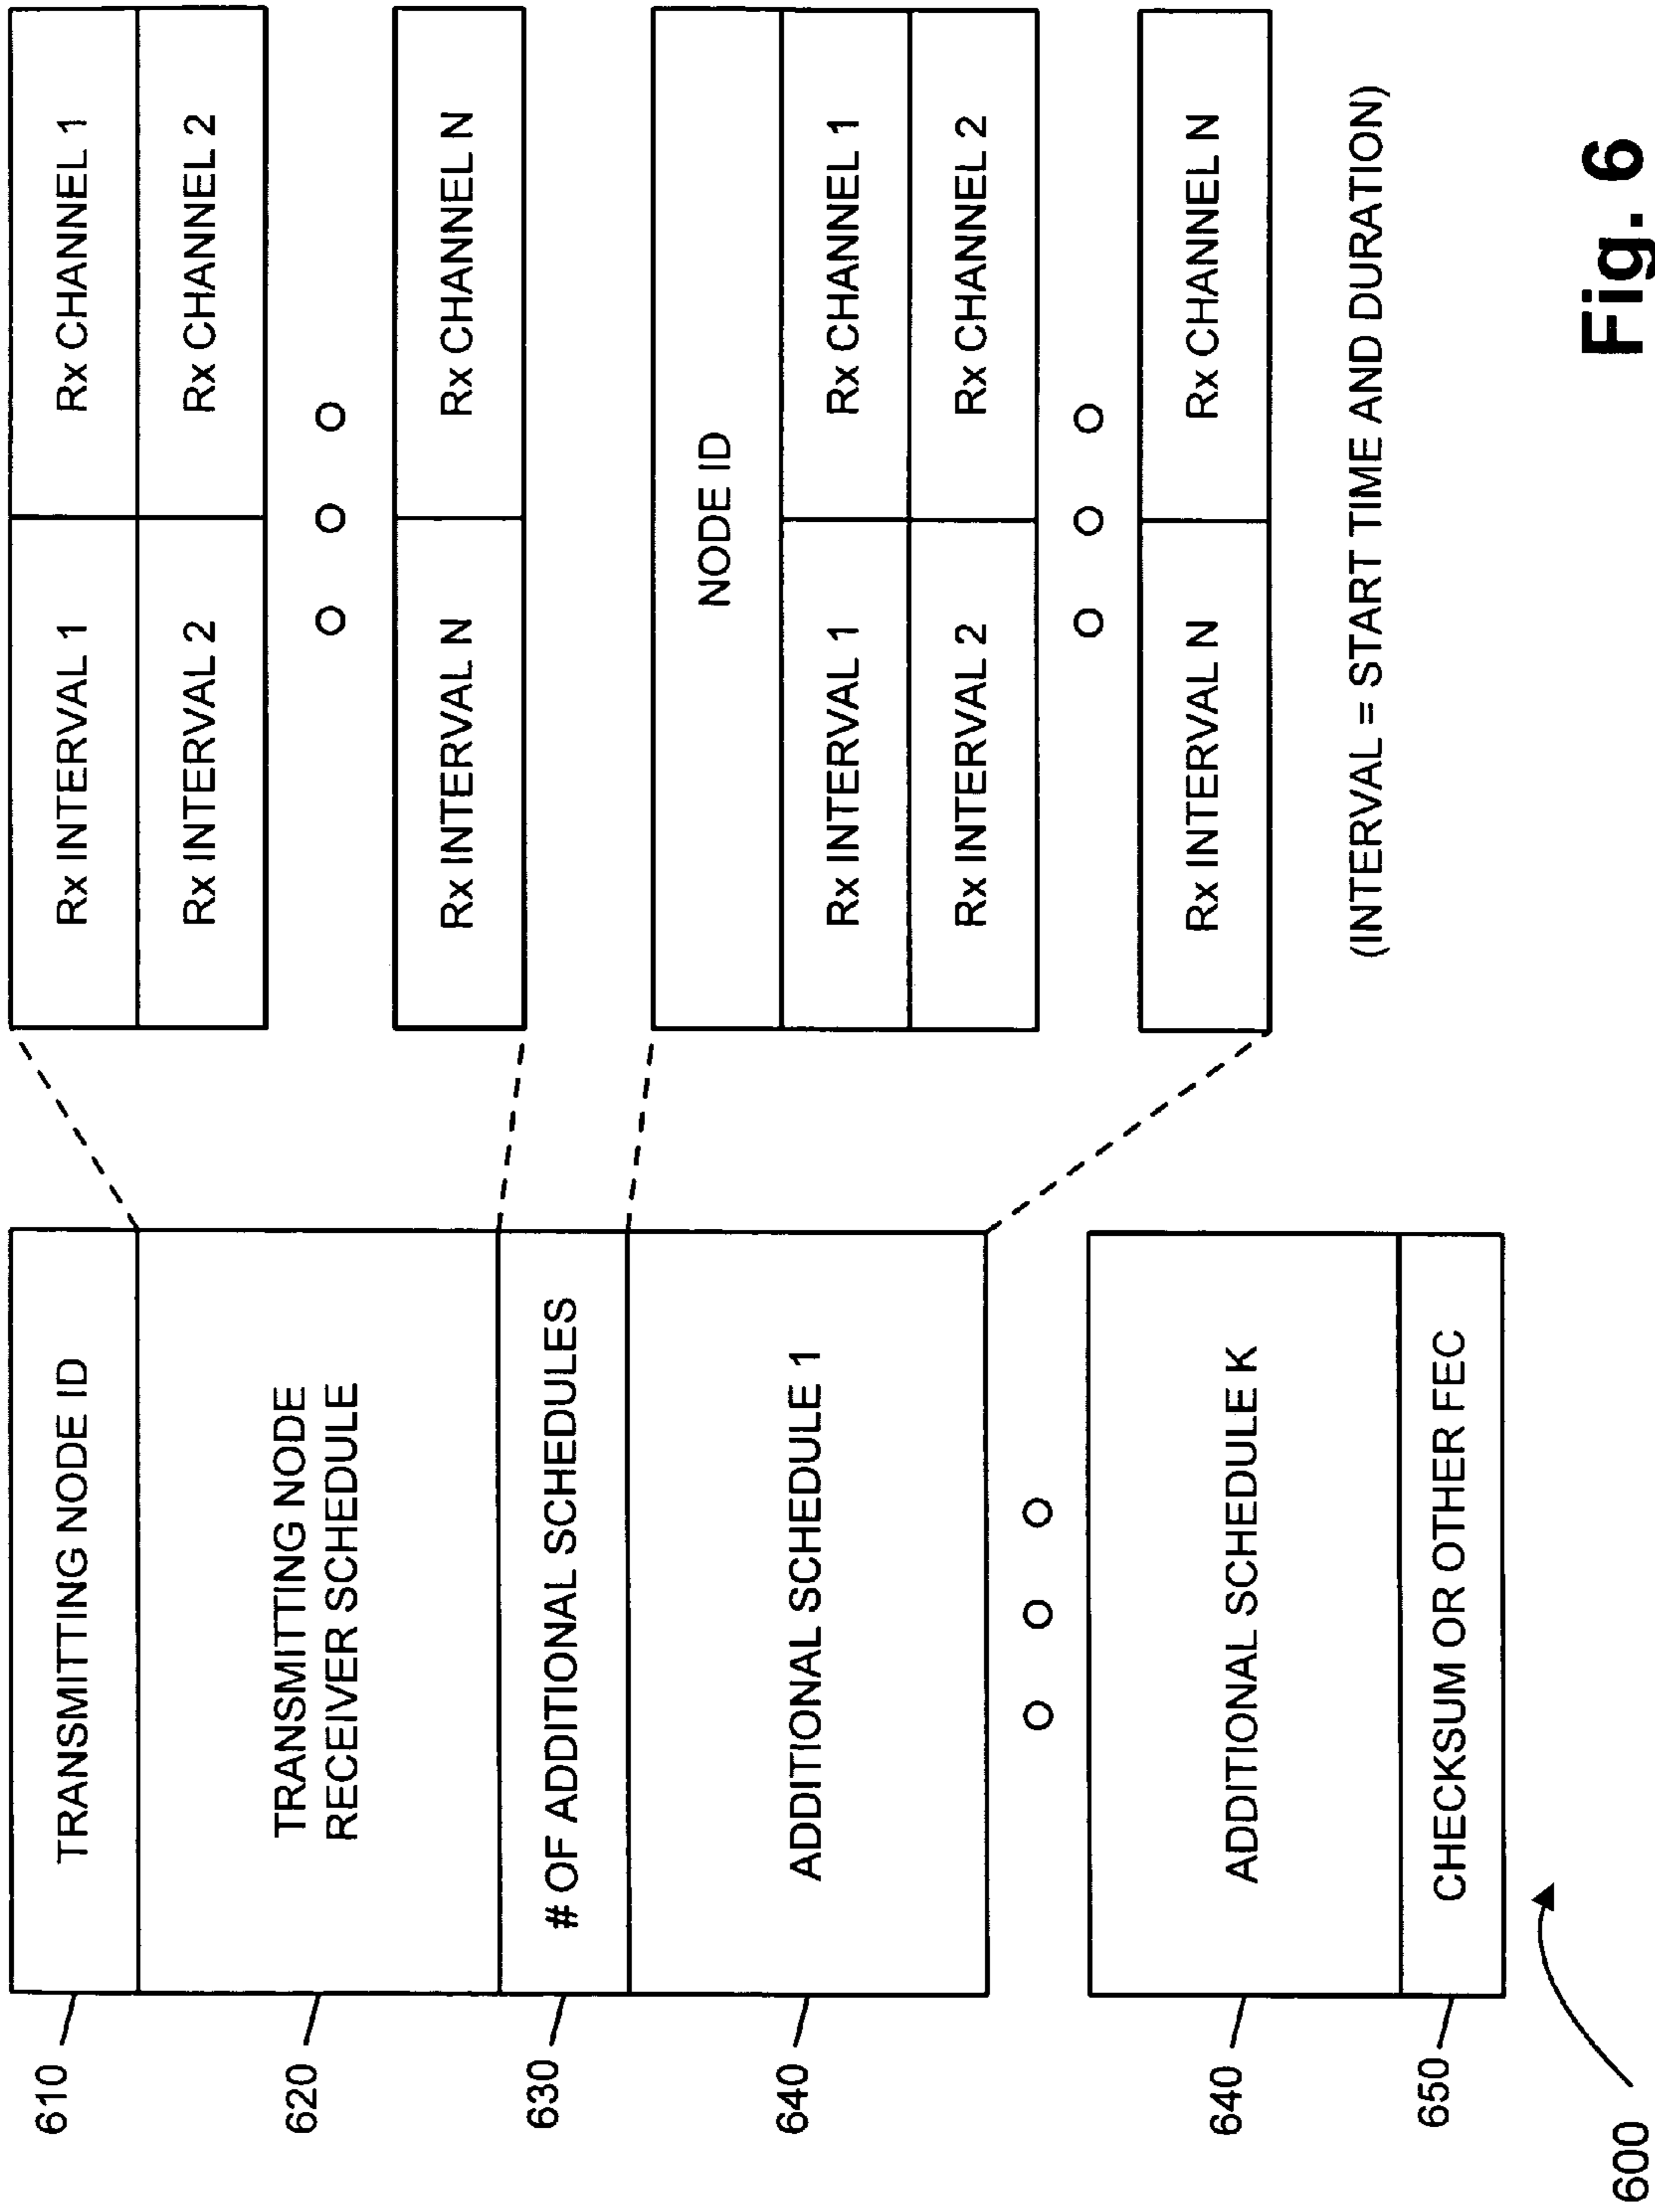 610
TRANSMITTING NODE ID
620
TRANSMITTING NODE
RECEIVER SCHEDULE
630
# OF ADDITIONAL SCHEDULES
640
ADDITIONAL SCHEDULE 1
O O O
640
ADDITIONAL SCHEDULE K
650
CHECKSUM OR OTHER FEC
600
Rx INTERVAL 1
Rx CHANNEL 1
Rx INTERVAL 2
Rx CHANNEL 2
O O O
Rx INTERVAL N
Rx CHANNEL N
NODE ID
Rx INTERVAL 1
Rx CHANNEL 1
Rx INTERVAL 2
Rx CHANNEL 2
O O O
Rx INTERVAL N
Rx CHANNEL N
(INTERVAL = START TIME AND DURATION)
Fig. 6